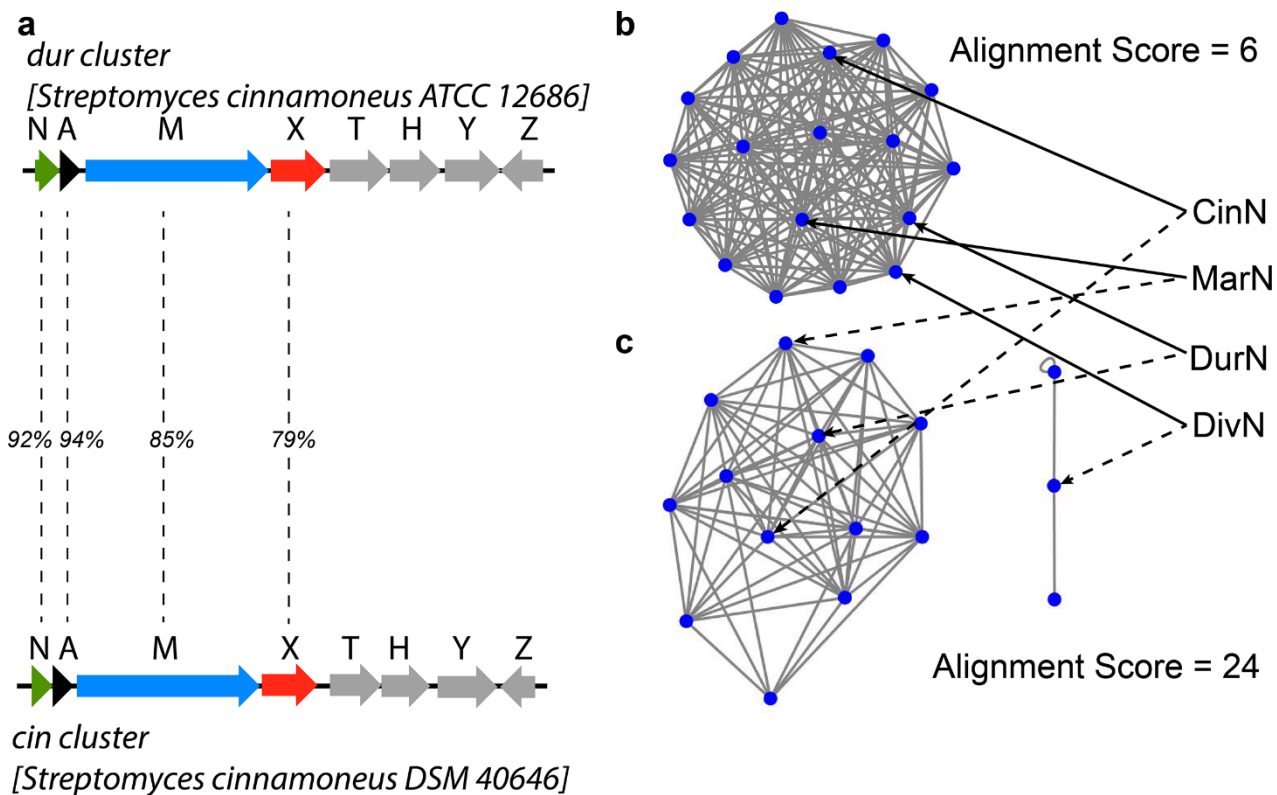 a
dur cluster
[Streptomyces cinnamoneus ATCC 12686]
N A M X T H Y Z
92% 94% 85% 79%
N A M X T H Y Z
cin cluster
[Streptomyces cinnamoneus DSM 40646]
b
Alignment Score = 6
CinN
MarN
DurN
DivN
c
Alignment Score = 24